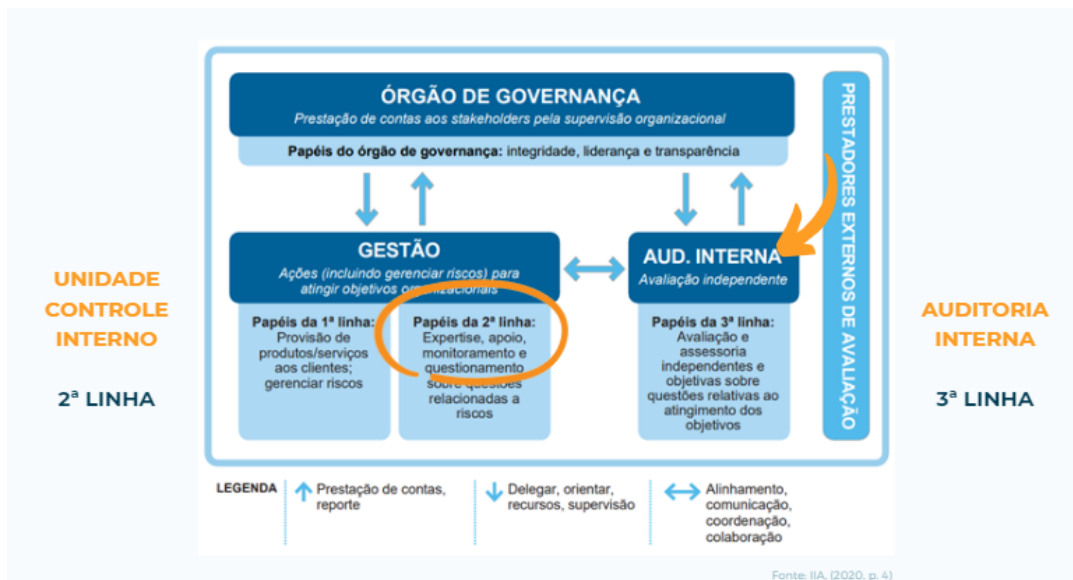 ÓRGÃO DE GOVERNANÇA
Prestação de contas aos stakeholders pela supervisão organizacional
Papéis do órgão de governança: integridade, liderança e transparência
PRESTADORES EXTERNOS DE AVALIAÇÃO
GESTÃO
Ações (incluindo gerenciar riscos) para
atingir objetivos organizacionais
AUD. INTERNA
Avaliação independente
Papéis da 1ª linha:
Provisão de
produtos/serviços
aos clientes;
gerenciar riscos
Papéis da 2ª linha:
Expertise, apoio,
monitoramento e
questionamento
sobre questões
relacionadas a
riscos
Papéis da 3ª linha:
Avaliação e
assessoria
independentes e
objetivas sobre
questões relativas ao
atingimento dos
objetivos
UNIDADE
CONTROLE
INTERNO
2ª LINHA
AUDITORIA
INTERNA
3ª LINHA
LEGENDA
Prestação de contas,
reporte
Delegar, orientar,
recursos, supervisão
Alinhamento,
comunicação,
coordenação,
colaboração
Fonte: IIA. (2020, p. 4)